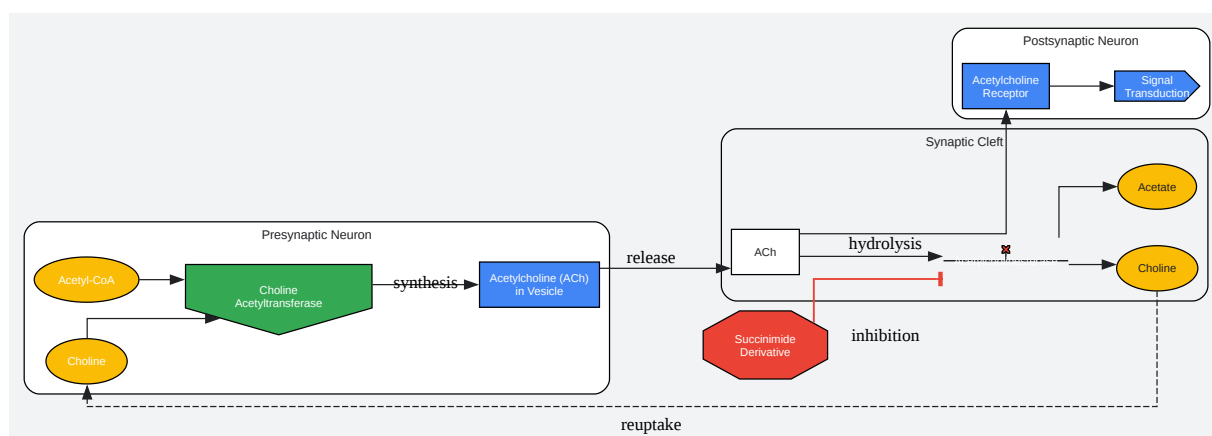 Postsynaptic Neuron
Acetylcholine
Receptor
Signal
Transduction
Synaptic Cleft
Acetate
Presynaptic Neuron
ACh
hydrolysis
release
Choline
Acetyl-CoA
Choline
Acetyltransferase
synthesis
Acetylcholine (ACh)
in Vesicle
Succinimide
Derivative
inhibition
Choline
reuptake